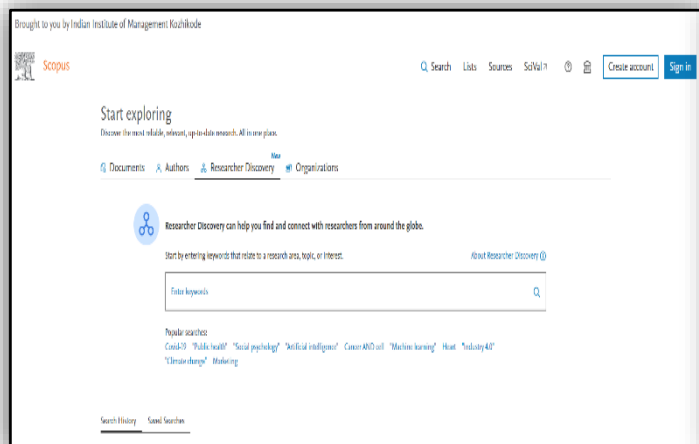 Brought to you by Indian Institute of Management Kozhikode
Scopus
Search Lists Sources SciVal Create account Sign in
Start exploring
Discover the most reliable, relevant, up-to-date research. All in one place.
New
Documents Authors Researcher Discovery Organizations
Researcher Discovery can help you find and connect with researchers from around the globe.
Start by entering keywords that relate to a research area, topic, or interest. About Researcher Discovery
Enter keywords
Popular searches:
Covid-19 "Public health" "Social psychology" "Artificial intelligence" Cancer AND cell "Machine learning" Heart "Industry 4.0"
"Climate change" Marketing
Search History Saved Searches